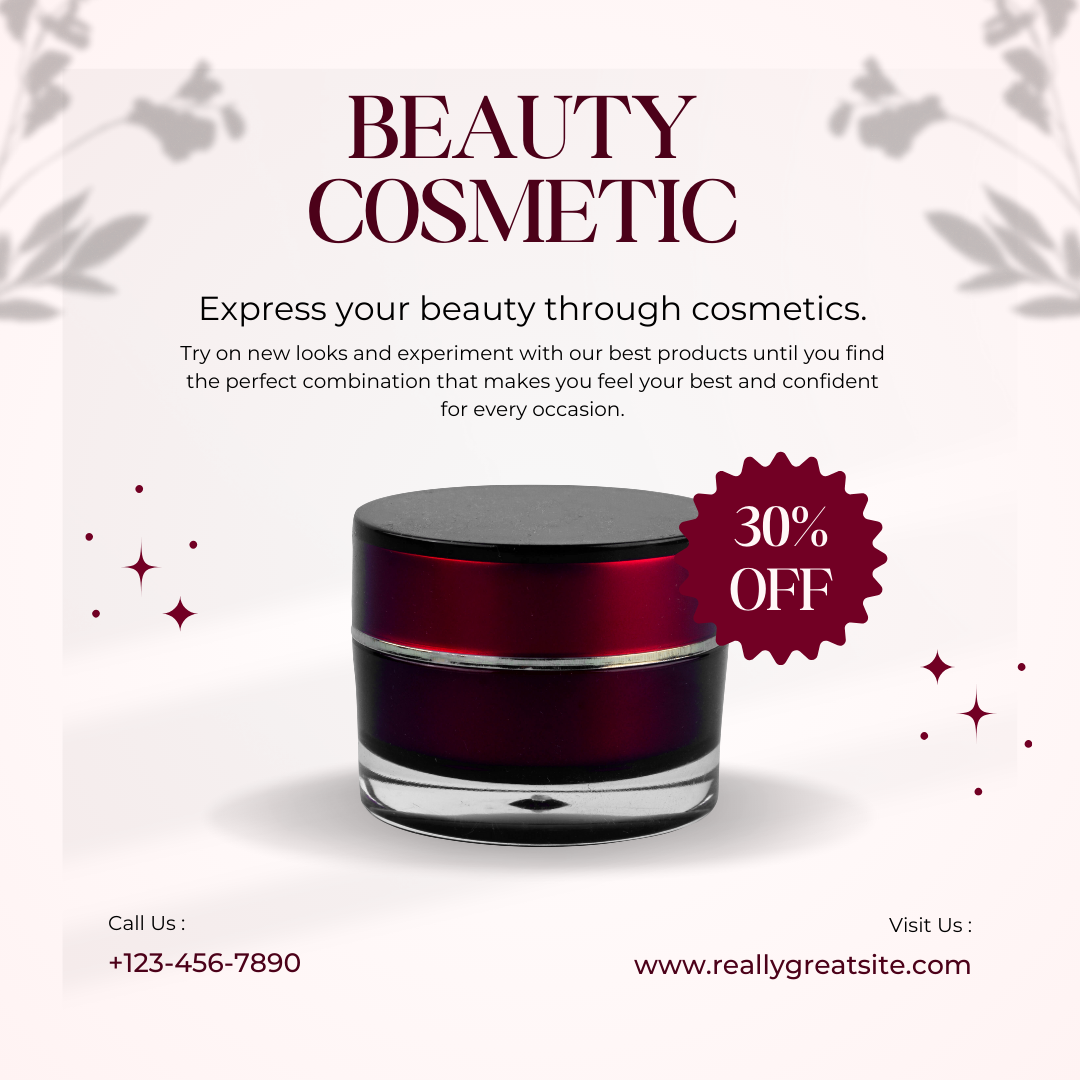 BEAUTY
COSMETIC
Express your beauty through cosmetics.
Try on new looks and experiment with our best products until you find
the perfect combination that makes you feel your best and confident
for every occasion.
30%
OFF
Call Us :
+123-456-7890
Visit Us :
www.reallygreatsite.com